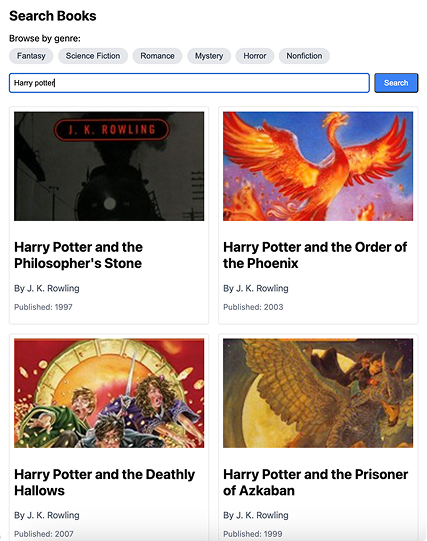 Search Books
Browse by genre:
Fantasy Science Fiction Romance Mystery Horror Nonfiction
Harry potter
Search
J. K. ROWLING
Harry Potter and the
Philosopher's Stone
By J. K. Rowling
Published: 1997
Harry Potter and the Order of
the Phoenix
By J. K. Rowling
Published: 2003
Harry Potter and the Deathly
Hallows
By J. K. Rowling
Published: 2007
Harry Potter and the Prisoner
of Azkaban
By J. K. Rowling
Published: 1999